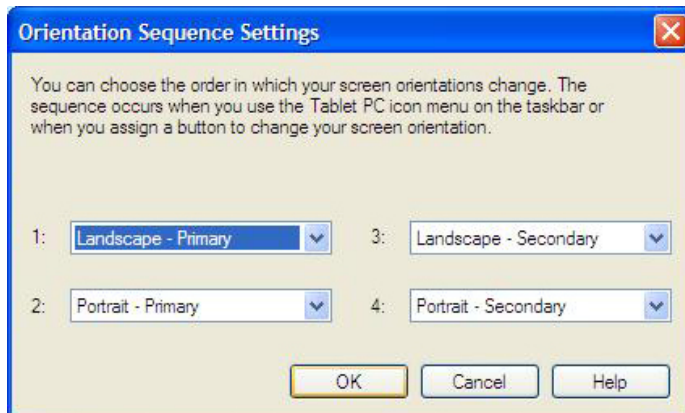 Orientation Sequence Settings
You can choose the order in which your screen orientations change. The
sequence occurs when you use the Tablet PC icon menu on the taskbar or
when you assign a button to change your screen orientation.
1: Landscape - Primary 3: Landscape - Secondary
2: Portrait - Primary 4: Portrait - Secondary
OK Cancel Help